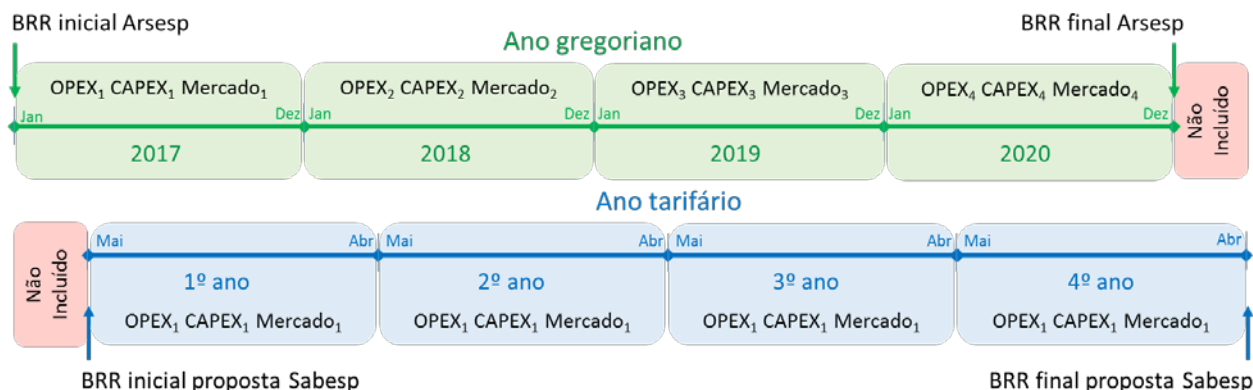 BRR inicial Arsesp
BRR final Arsesp
Ano gregoriano
OPEX₁ CAPEX₁ Mercado₁
OPEX₂ CAPEX₂ Mercado₂
OPEX₃ CAPEX₃ Mercado₃
OPEX₄ CAPEX₄ Mercado₄
Jan Dez Jan Dez Jan Dez Jan Dez
2017 2018 2019 2020
Não
Incluído
Ano tarifário
Não
Incluído
Mai Abr Mai Abr Mai Abr Mai Abr
1º ano 2º ano 3º ano 4º ano
OPEX₁ CAPEX₁ Mercado₁
OPEX₁ CAPEX₁ Mercado₁
OPEX₁ CAPEX₁ Mercado₁
OPEX₁ CAPEX₁ Mercado₁
BRR inicial proposta Sabesp
BRR final proposta Sabesp